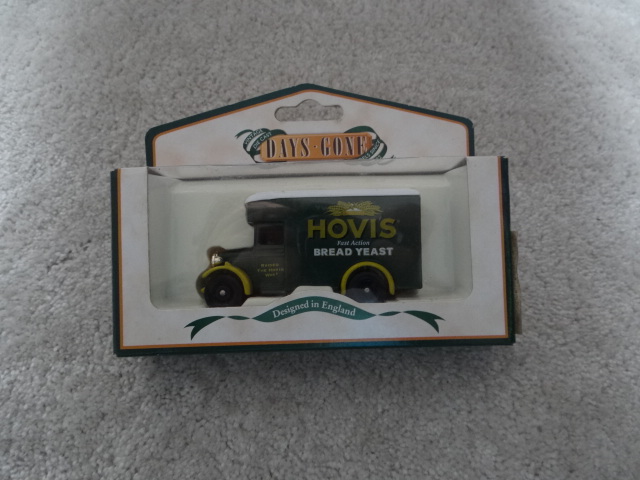 DAYS·GONE
HOVIS
Fast Action
BREAD YEAST
Designed in England